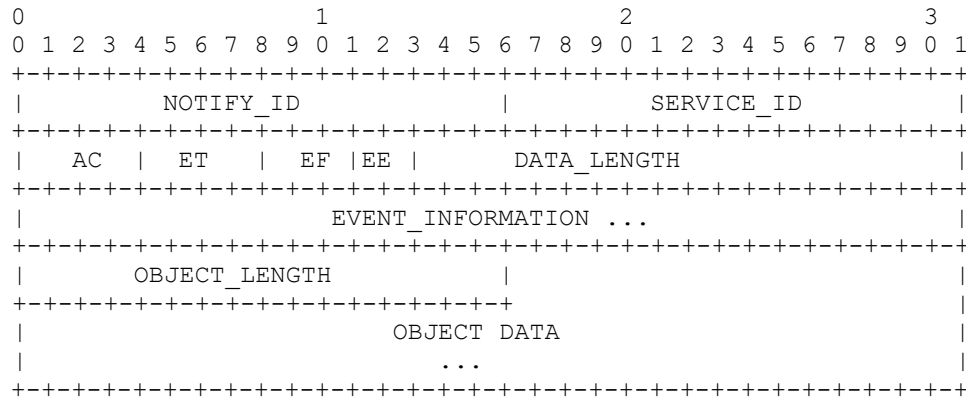 0                   1                   2                   3
0 1 2 3 4 5 6 7 8 9 0 1 2 3 4 5 6 7 8 9 0 1 2 3 4 5 6 7 8 9 0 1
+-+-+-+-+-+-+-+-+-+-+-+-+-+-+-+-+-+-+-+-+-+-+-+-+-+-+-+-+-+-+-+
|         NOTIFY_ID             |         SERVICE_ID          |
+-+-+-+-+-+-+-+-+-+-+-+-+-+-+-+-+-+-+-+-+-+-+-+-+-+-+-+-+-+-+-+
|   AC  |  ET   |  EF |EE |      DATA_LENGTH                  |
+-+-+-+-+-+-+-+-+-+-+-+-+-+-+-+-+-+-+-+-+-+-+-+-+-+-+-+-+-+-+-+
|                    EVENT_INFORMATION ...                    |
+-+-+-+-+-+-+-+-+-+-+-+-+-+-+-+-+-+-+-+-+-+-+-+-+-+-+-+-+-+-+-+
|       OBJECT_LENGTH           |                             |
+-+-+-+-+-+-+-+-+-+-+-+-+-+-+-+-+                             |
|                        OBJECT DATA                          |
|                           ...                               |
+-+-+-+-+-+-+-+-+-+-+-+-+-+-+-+-+-+-+-+-+-+-+-+-+-+-+-+-+-+-+-+